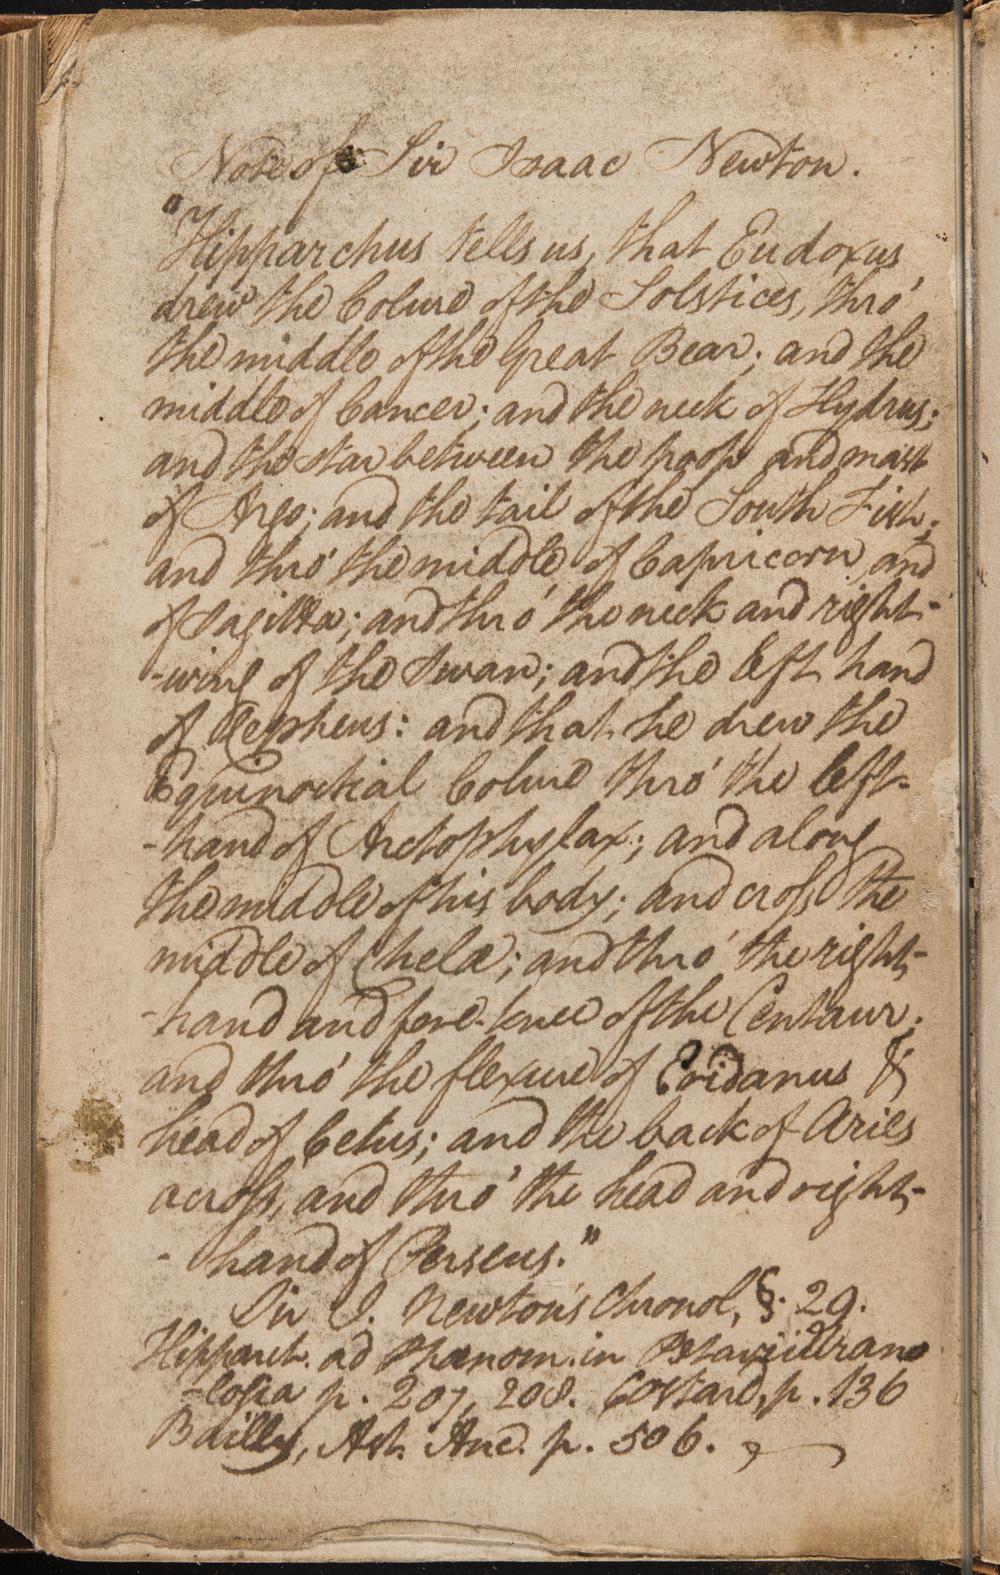 Note of Sir Isaac Newton.
"Hipparchus tells us, that Eudoxus
drew the Colure of the Solstices, thro'
the middle of the Great Bear; and the
middle of Cancer; and the neck of Hydrus;
and the star between the poop and mast
of Argo; and the tail of the South Fish;
and thro' the middle of Capricorn, and
of Sagitta; and thro' the neck and right-
-wing of the Swan; and the left hand
of Cepheus: and that he drew the
Equinoctial Colure thro' the left-
-hand of Arctophylax; and along
the middle of his body; and cross the
middle of Chelæ; and thro' the right-
-hand and fore-knee of the Centaur;
and thro' the flexure of Eridanus &
head of Cetus; and the back of Aries
across, and thro' the head and right-
-hand of Perseus."
Sir I. Newton's Chronol, §. 29.
Hipparch. ad Phænom. in Petavii Urano
-logia p. 207, 208. Costard, p. 136
Bailly, Ast. Anc. p. 506.